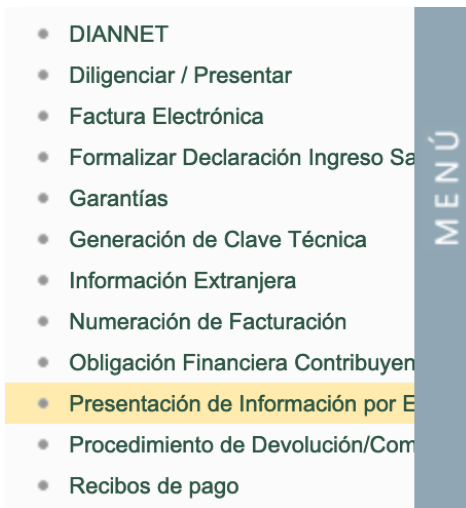 DIANNET
Diligenciar / Presentar
Factura Electrónica
Formalizar Declaración Ingreso Sa
Garantías
Generación de Clave Técnica
Información Extranjera
Numeración de Facturación
Obligación Financiera Contribuyen
Presentación de Información por E
Procedimiento de Devolución/Com
Recibos de pago
MENÚ